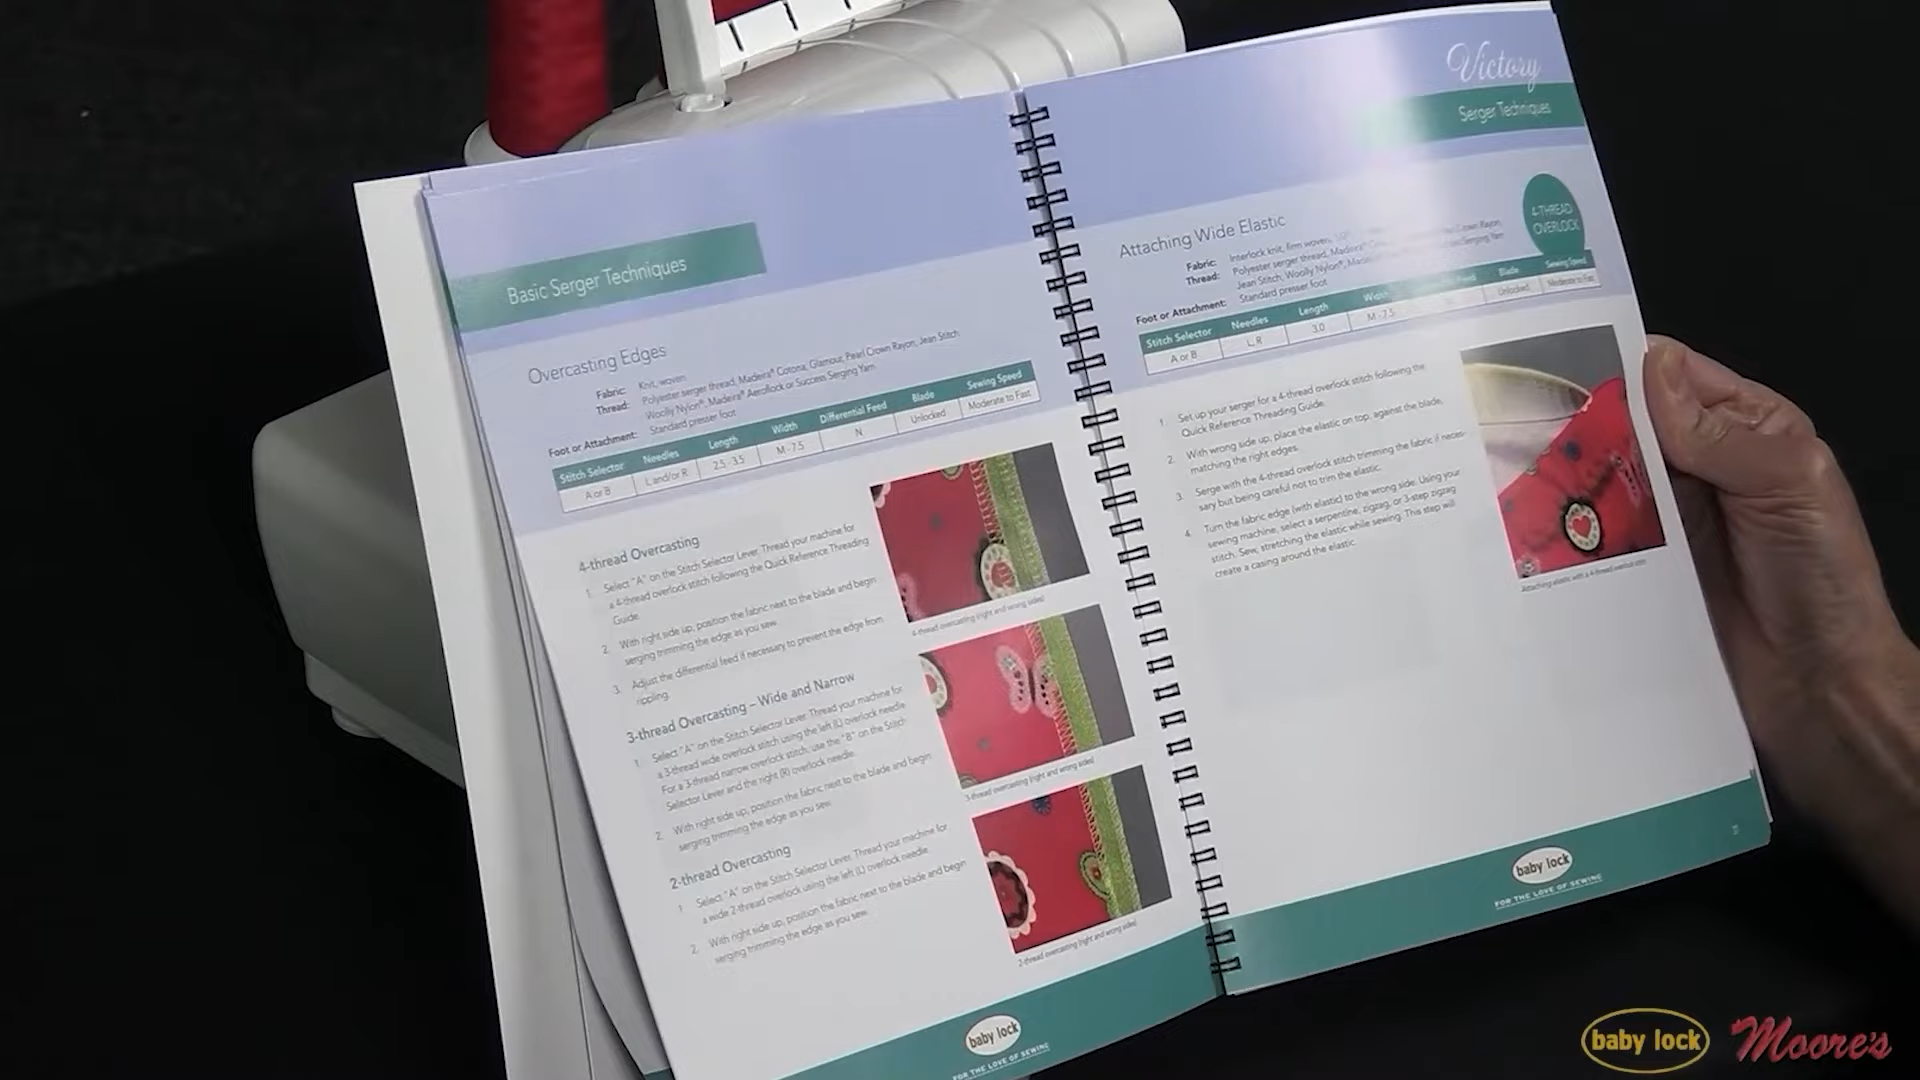 Basic Serger Techniques
Overcasting Edges
Fabric: Knit, woven
Thread: Polyester serger thread, Madeira® Cotona, Glamour, Pearl Crown Rayon, Jean Stitch
Woolly Nylon®, Madeira® Aeroflock or Success Serging Yarn
Foot or Attachment: Standard presser foot
Stitch Selector Needles Length Width Differential Feed Blade Sewing Speed
A or B L and/or R 2.5 - 3.5 M - 7.5 N Unlocked Moderate to Fast
4-thread Overcasting
1. Select "A" on the Stitch Selector Lever. Thread your machine for
a 4-thread overlock stitch following the Quick Reference Threading
Guide.
2. With right side up, position the fabric next to the blade and begin
serging trimming the edge as you sew.
3. Adjust the differential feed if necessary to prevent the edge from
rippling.
4-thread overcasting (right and wrong sides)
3-thread Overcasting – Wide and Narrow
1. Select "A" on the Stitch Selector Lever. Thread your machine for
a 3-thread wide overlock stitch using the left (L) overlock needle.
For a 3-thread narrow overlock stitch, use the "B" on the Stitch
Selector Lever and the right (R) overlock needle.
2. With right side up, position the fabric next to the blade and begin
serging trimming the edge as you sew.
3-thread overcasting (right and wrong sides)
2-thread Overcasting
1 Select "A" on the Stitch Selector Lever. Thread your machine for
a wide 2-thread overlock using the left (L) overlock needle.
2. With right side up, position the fabric next to the blade and begin
serging trimming the edge as you sew.
2-thread overcasting (right and wrong sides)
baby lock
FOR THE LOVE OF SEWING
Victory
Serger Techniques
4-THREAD
OVERLOCK
Attaching Wide Elastic
Fabric: Interlock knit, firm woven,
Thread: Polyester serger thread, Madeira® Crown Rayon,
Jean Stitch, Woolly Nylon®, Serging Yarn
Foot or Attachment: Standard presser foot
Stitch Selector Needles Length Width Feed Blade Sewing Speed
A or B L, R 3.0 M - 7.5 Unlocked Moderate to Fast
1. Set up your serger for a 4-thread overlock stitch following the
Quick Reference Threading Guide.
2. With wrong side up, place the elastic on top, against the blade,
matching the right edges.
3. Serge with the 4-thread overlock stitch trimming the fabric if neces-
sary but being careful not to trim the elastic.
4. Turn the fabric edge (with elastic) to the wrong side. Using your
sewing machine, select a serpentine, zigzag, or 3-step zigzag
stitch. Sew, stretching the elastic while sewing. This step will
create a casing around the elastic.
Attaching elastic with a 4-thread overlock stitch
baby lock
FOR THE LOVE OF SEWING
baby lock Moore's